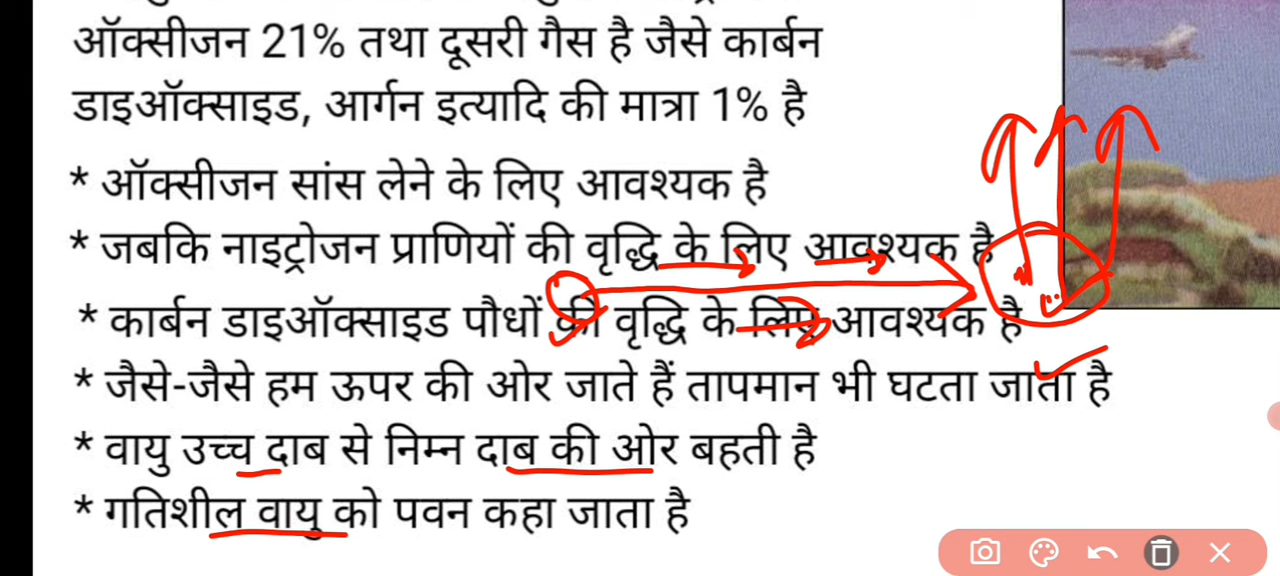 ऑक्सीजन 21% तथा दूसरी गैस है जैसे कार्बन
डाइऑक्साइड, आर्गन इत्यादि की मात्रा 1% है
* ऑक्सीजन सांस लेने के लिए आवश्यक है
* जबकि नाइट्रोजन प्राणियों की वृद्धि के लिए आवश्यक है
* कार्बन डाइऑक्साइड पौधों की वृद्धि के लिए आवश्यक है
* जैसे-जैसे हम ऊपर की ओर जाते हैं तापमान भी घटता जाता है
* वायु उच्च दाब से निम्न दाब की ओर बहती है
* गतिशील वायु को पवन कहा जाता है